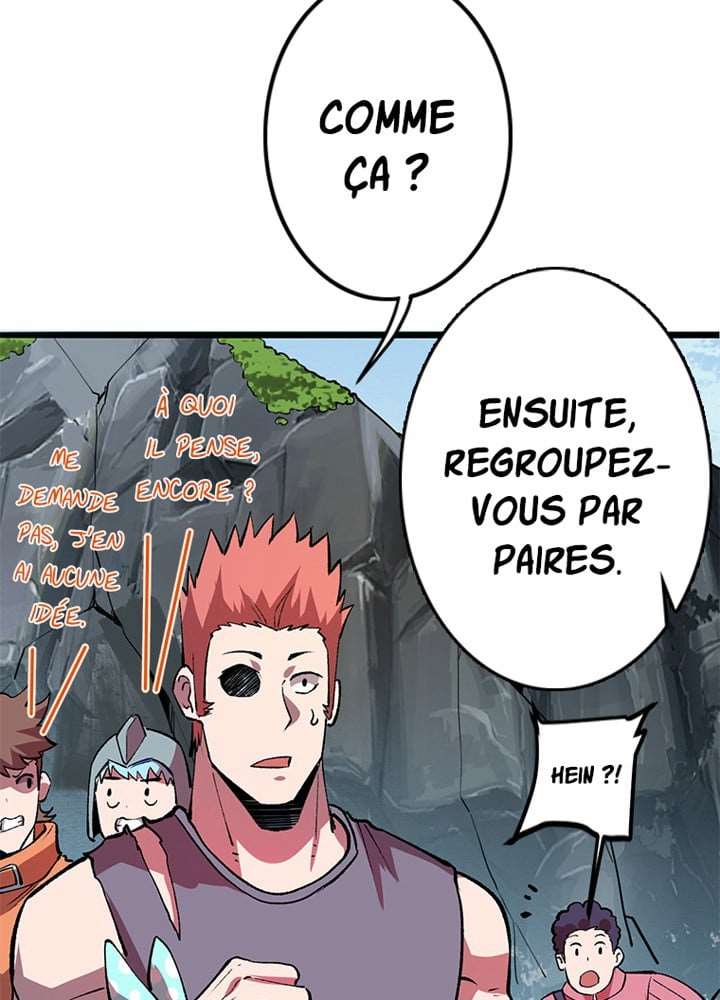 COMME
ÇA ?
ENSUITE,
REGROUPEZ-
VOUS PAR
PAIRES.
À QUOI
IL PENSE,
ENCORE ?
ME
DEMANDE
PAS, J'EN
AI AUCUNE
IDÉE.
HEIN ?!